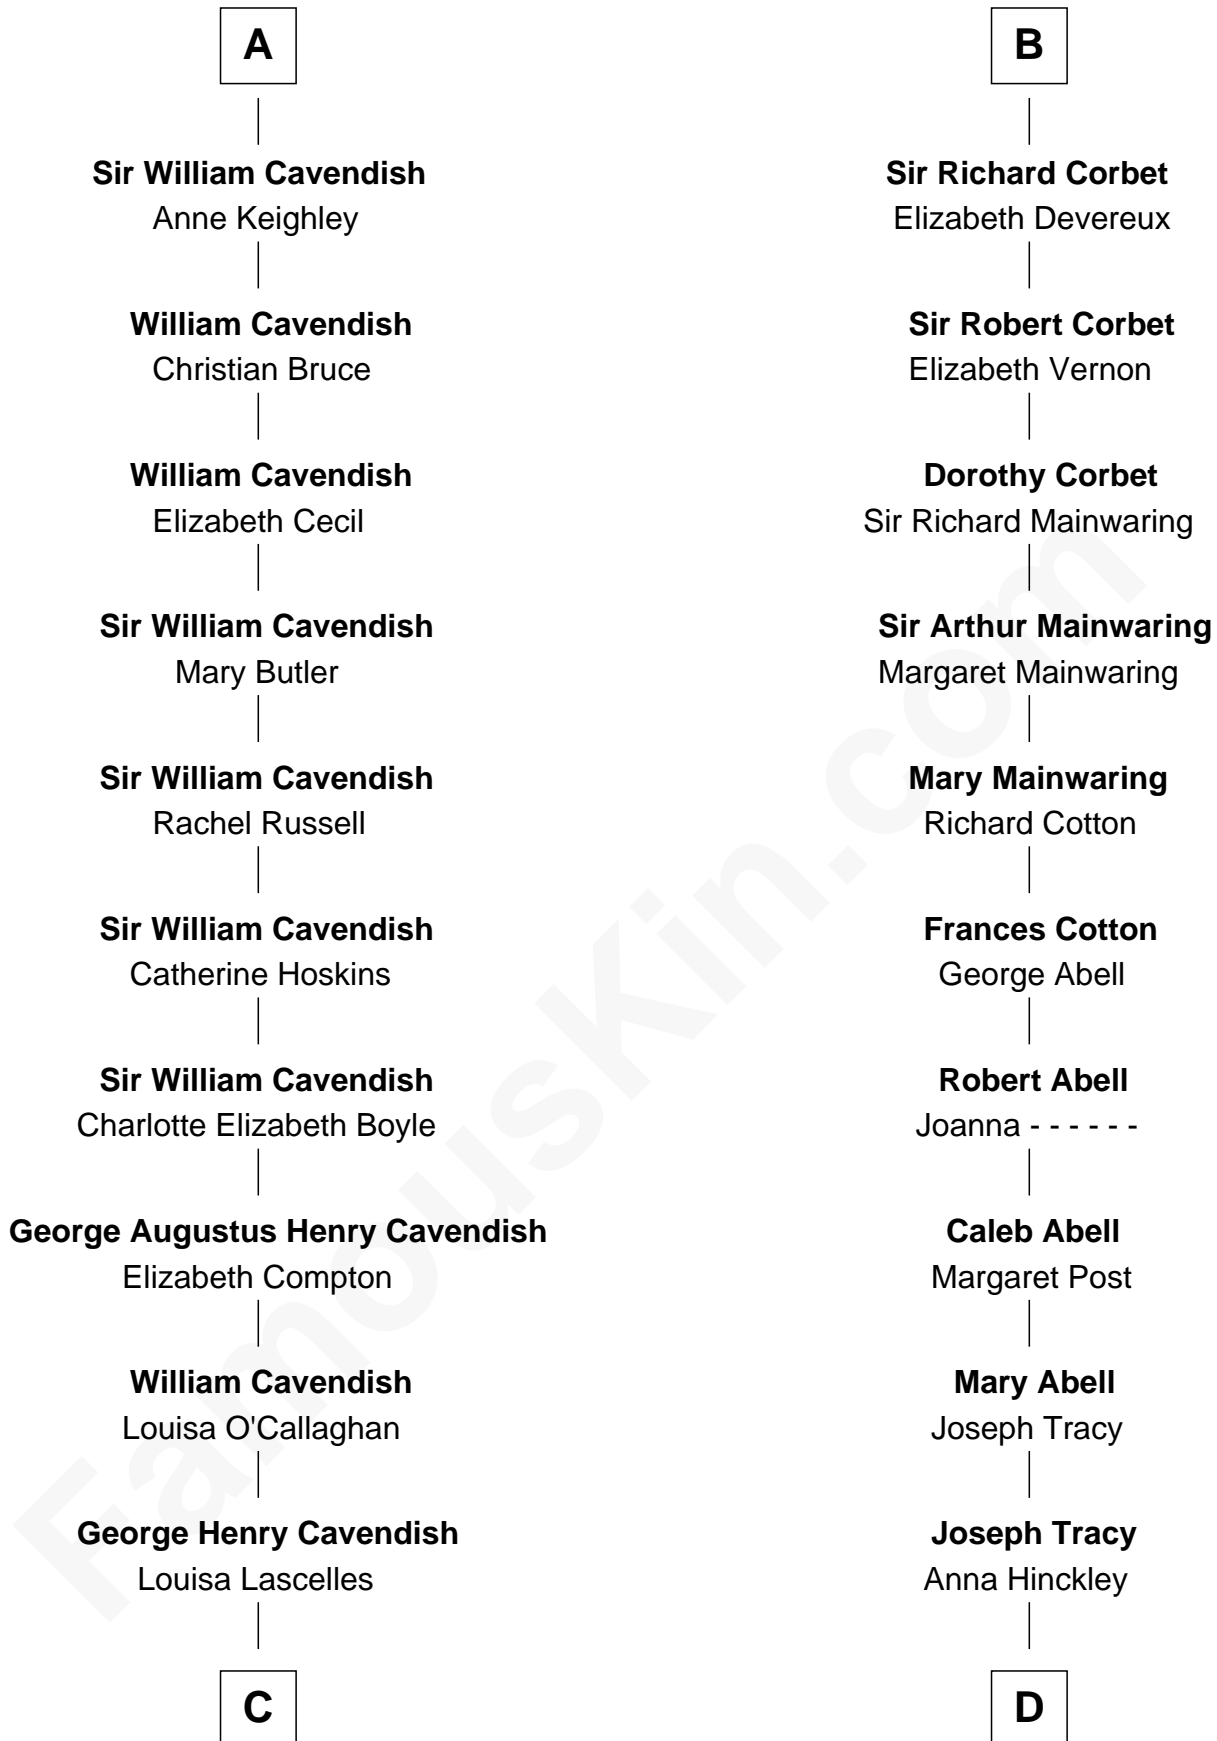 A
Sir William Cavendish
Anne Keighley
William Cavendish
Christian Bruce
William Cavendish
Elizabeth Cecil
Sir William Cavendish
Mary Butler
Sir William Cavendish
Rachel Russell
Sir William Cavendish
Catherine Hoskins
Sir William Cavendish
Charlotte Elizabeth Boyle
George Augustus Henry Cavendish
Elizabeth Compton
William Cavendish
Louisa O'Callaghan
George Henry Cavendish
Louisa Lascelles
C
B
Sir Richard Corbet
Elizabeth Devereux
Sir Robert Corbet
Elizabeth Vernon
Dorothy Corbet
Sir Richard Mainwaring
Sir Arthur Mainwaring
Margaret Mainwaring
Mary Mainwaring
Richard Cotton
Frances Cotton
George Abell
Robert Abell
Joanna - - - - - -
Caleb Abell
Margaret Post
Mary Abell
Joseph Tracy
Joseph Tracy
Anna Hinckley
D
FamousKin.com